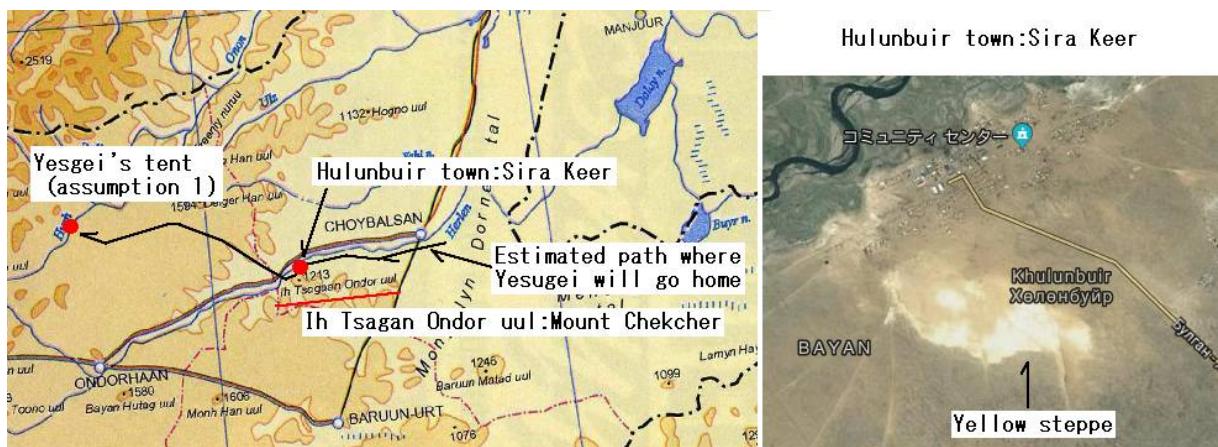 MANJUUR
2519
Onon
Ulz
1132 Hogno uul
Yesgei's tent
(assumption 1)
Hulunbuir town:Sira Keer
Han uul
CHOYBALSAN
Herlen
Buyr n.
Estimated path where
Yesugei will go home
1213
Ih Tsagaan Ondor uul
Ih Tsagan Ondor uul:Mount Chekcher
ONDORHAAN
Toono uul
1580
Bayan Hutag uul
1606
Monh Han uul
1246
Baruun Matad uul
1099
Lamyn Hay
BARUUN-URT
1076
Hulunbuir town:Sira Keer
コミュニティ センター
Khulunbuir
Хөлөнбуйр
BAYAN
Yellow steppe